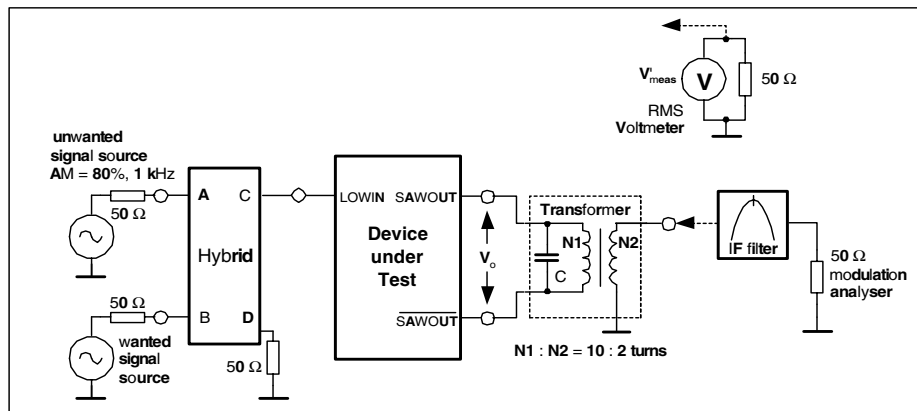 V'meas
V
50 Ω
RMS
Voltmeter
unwanted
signal source
AM = 80%, 1 kHz
50 Ω
A
C
Hybrid
B
D
50 Ω
wanted
signal
source
50 Ω
LOWIN
SAWOUT
Device
under
Test
SAWOUT
Vo
Transformer
N1
N2
C
N1 : N2 = 10 : 2 turns
IF filter
50 Ω
modulation
analyser